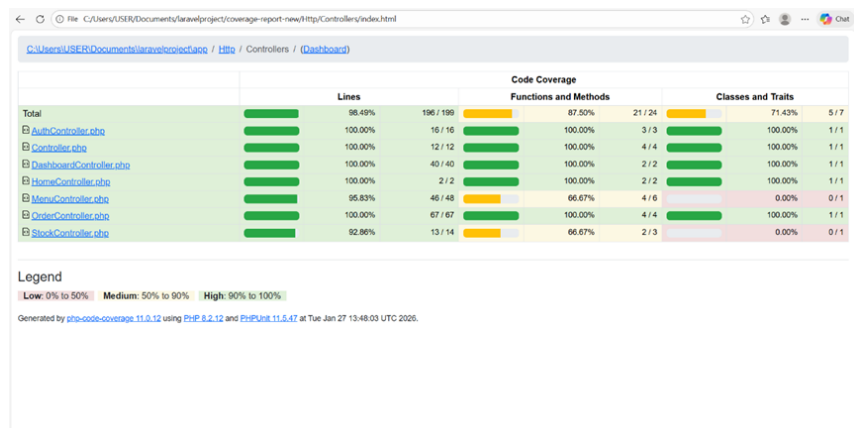 File C:/Users/USER/Documents/laravelproject/coverage-report-new/Http/Controllers/index.html
Chat
C:\Users\USER\Documents\laravelproject\app / Http / Controllers / (Dashboard)
Code Coverage
Lines Functions and Methods Classes and Traits
Total 98.49% 196 / 199 87.50% 21 / 24 71.43% 5 / 7
AuthController.php 100.00% 16 / 16 100.00% 3 / 3 100.00% 1 / 1
Controller.php 100.00% 12 / 12 100.00% 4 / 4 100.00% 1 / 1
DashboardController.php 100.00% 40 / 40 100.00% 2 / 2 100.00% 1 / 1
HomeController.php 100.00% 2 / 2 100.00% 2 / 2 100.00% 1 / 1
MenuController.php 95.83% 46 / 48 66.67% 4 / 6 0.00% 0 / 1
OrderController.php 100.00% 67 / 67 100.00% 4 / 4 100.00% 1 / 1
StockController.php 92.86% 13 / 14 66.67% 2 / 3 0.00% 0 / 1
Legend
Low: 0% to 50% Medium: 50% to 90% High: 90% to 100%
Generated by php-code-coverage 11.0.12 using PHP 8.2.12 and PHPUnit 11.5.47 at Tue Jan 27 13:48:03 UTC 2026.